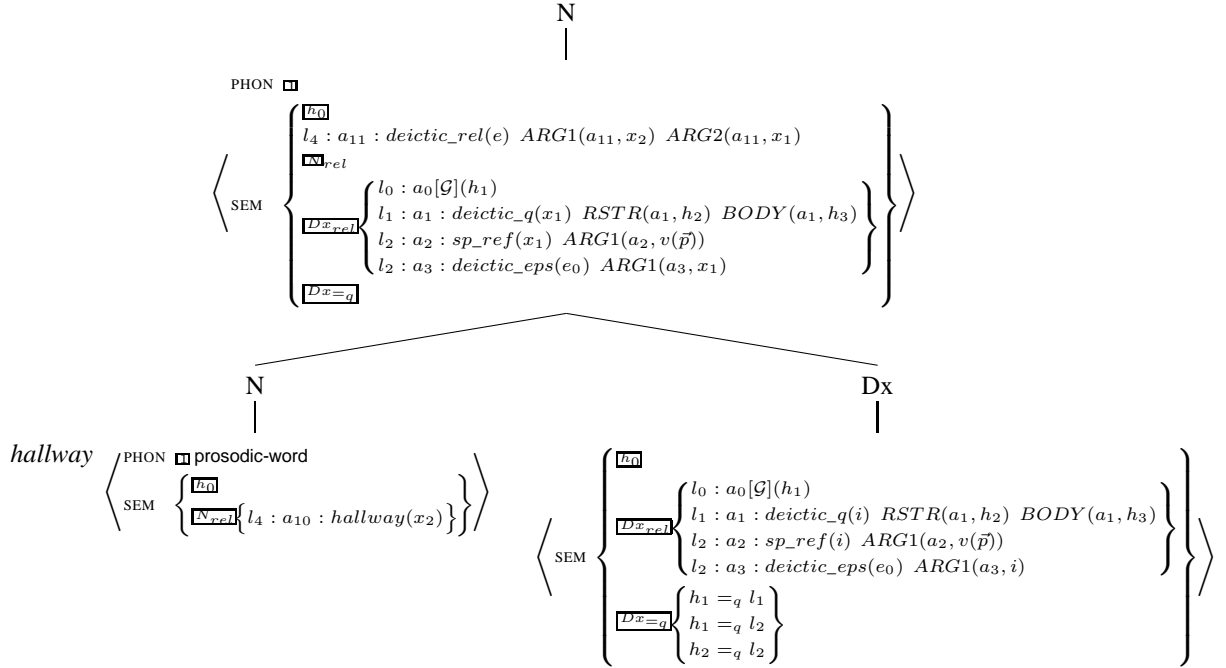 N
PHON 1
h₀
l₄ : a₁₁ : deictic_rel(e) ARG1(a₁₁, x₂) ARG2(a₁₁, x₁)
N_rel
SEM
l₀ : a₀[𝒢](h₁)
l₁ : a₁ : deictic_q(x₁) RSTR(a₁, h₂) BODY(a₁, h₃)
Dx_rel
l₂ : a₂ : sp_ref(x₁) ARG1(a₂, v(p⃗))
l₂ : a₃ : deictic_eps(e₀) ARG1(a₃, x₁)
Dx=q
N Dx
hallway
PHON 1 prosodic-word
SEM
h₀
N_rel { l₄ : a₁₀ : hallway(x₂) }
h₀
l₀ : a₀[𝒢](h₁)
l₁ : a₁ : deictic_q(i) RSTR(a₁, h₂) BODY(a₁, h₃)
Dx_rel
l₂ : a₂ : sp_ref(i) ARG1(a₂, v(p⃗))
SEM
l₂ : a₃ : deictic_eps(e₀) ARG1(a₃, i)
h₁ =q l₁
Dx=q
h₁ =q l₂
h₂ =q l₂